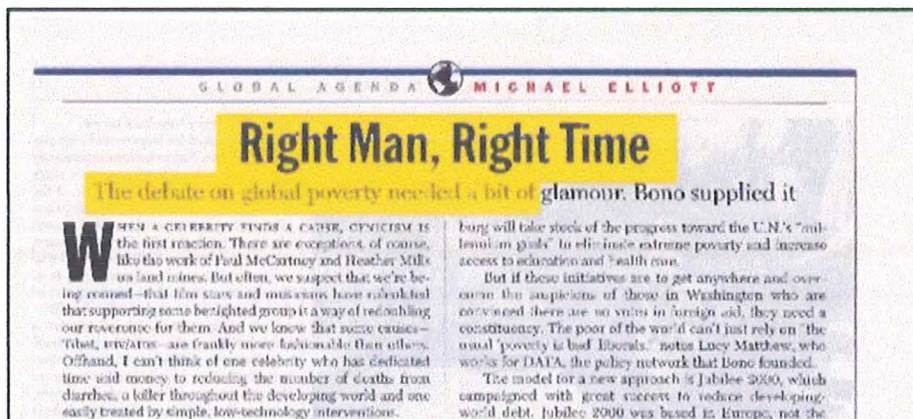 GLOBAL AGENDA MICHAEL ELLIOTT
Right Man, Right Time
The debate on global poverty needed a bit of glamour. Bono supplied it
WHEN A CELEBRITY FINDS A CAUSE, CYNICISM IS
the first reaction. There are exceptions, of course,
like the work of Paul McCartney and Heather Mills
on land mines. But often, we suspect that we're be-
ing conned—that film stars and musicians have calculated
that supporting some benighted group is a way of redoubling
our reverence for them. And we know that some causes—
Tibet, HIV/AIDS—are frankly more fashionable than others.
Offhand, I can't think of one celebrity who has dedicated
time and money to reducing the number of deaths from
diarrhea, a killer throughout the developing world and one
easily treated by simple, low-technology interventions.
burg will take stock of the progress toward the U.N.'s "mil-
lennium goals" to eliminate extreme poverty and increase
access to education and health care.
But if these initiatives are to get anywhere and over-
come the suspicions of those in Washington who are
convinced there are no votes in foreign aid, they need a
constituency. The poor of the world can't just rely on "the
usual 'poverty is bad' liberals," notes Lucy Matthew, who
works for DATA, the policy network that Bono founded.
The model for a new approach is Jubilee 2000, which
campaigned with great success to reduce developing-
world debt. Jubilee 2000 was based in Europe, not the